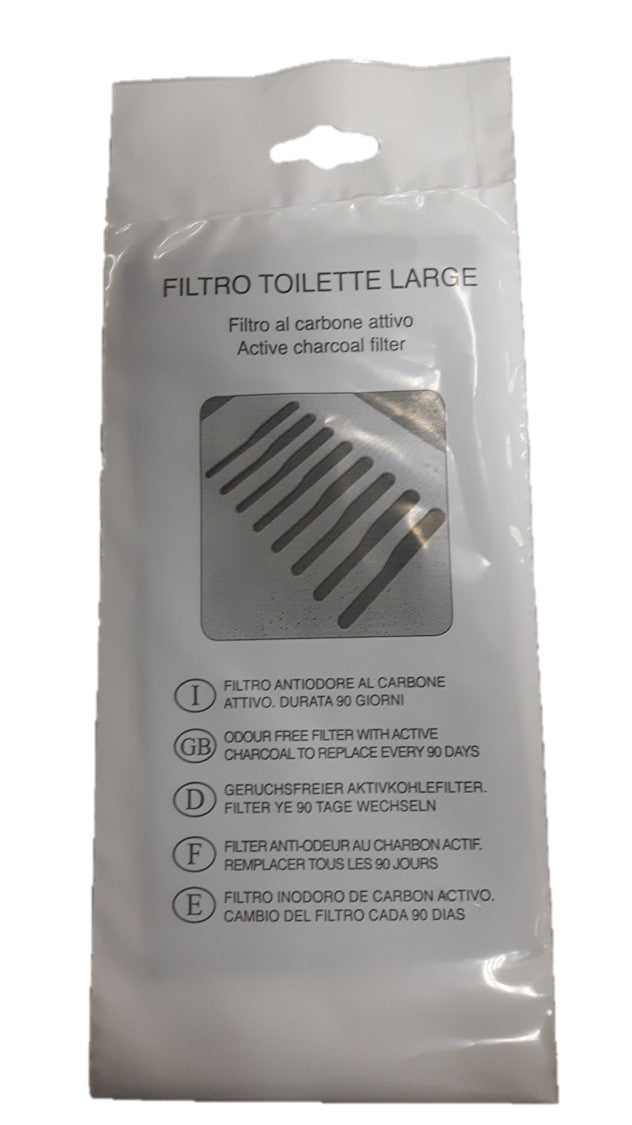 FILTRO TOILETTE LARGE
Filtro al carbone attivo
Active charcoal filter
I FILTRO ANTIODORE AL CARBONE
ATTIVO. DURATA 90 GIORNI
GB ODOUR FREE FILTER WITH ACTIVE
CHARCOAL TO REPLACE EVERY 90 DAYS
D GERUCHSFREIER AKTIVKOHLEFILTER.
FILTER YE 90 TAGE WECHSELN
F FILTER ANTI-ODEUR AU CHARBON ACTIF.
REMPLACER TOUS LES 90 JOURS
E FILTRO INODORO DE CARBON ACTIVO.
CAMBIO DEL FILTRO CADA 90 DIAS